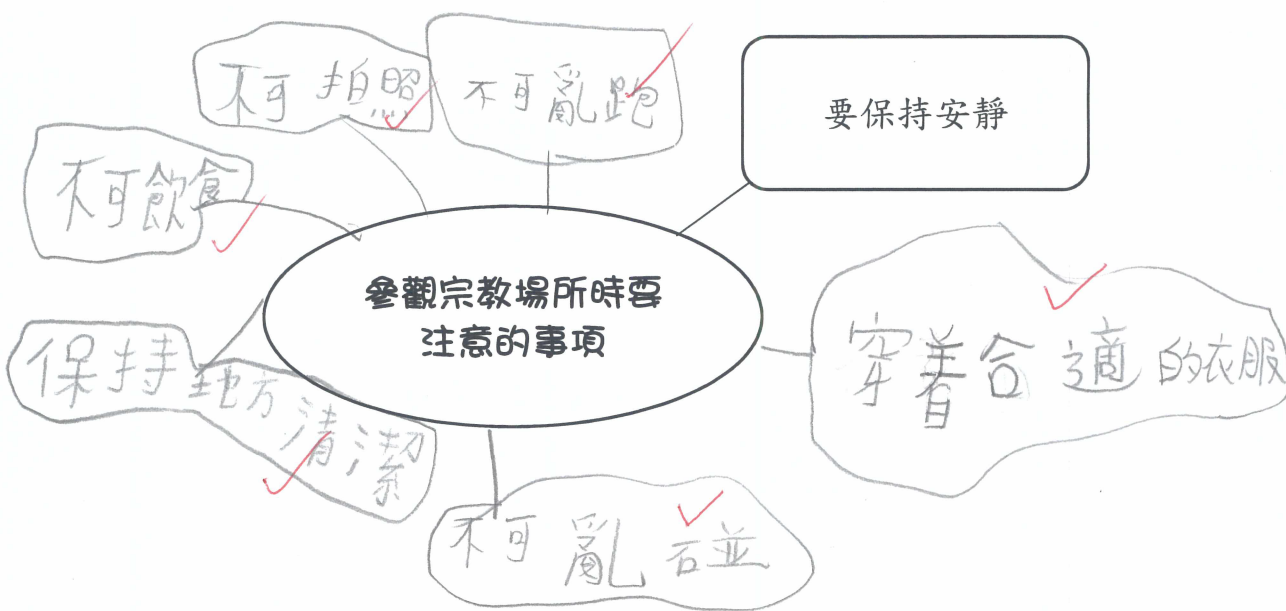 不可拍照
不可亂跑
要保持安靜
不可飲食
參觀宗教場所時要
注意的事項
穿着合適的衣服
保持地方清潔
不可亂碰